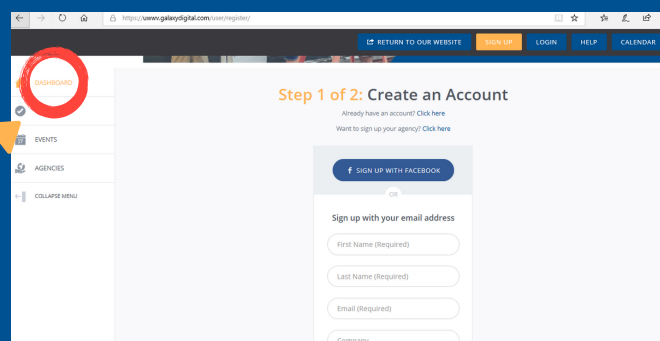 https://uwww.galaxydigital.com/user/register/
RETURN TO OUR WEBSITE
SIGN UP
LOGIN
HELP
CALENDAR
DASHBOARD
EVENTS
AGENCIES
COLLAPSE MENU
Step 1 of 2: Create an Account
Already have an account? Click here
Want to sign up your agency? Click here
f SIGN UP WITH FACEBOOK
OR
Sign up with your email address
First Name (Required)
Last Name (Required)
Email (Required)
Company